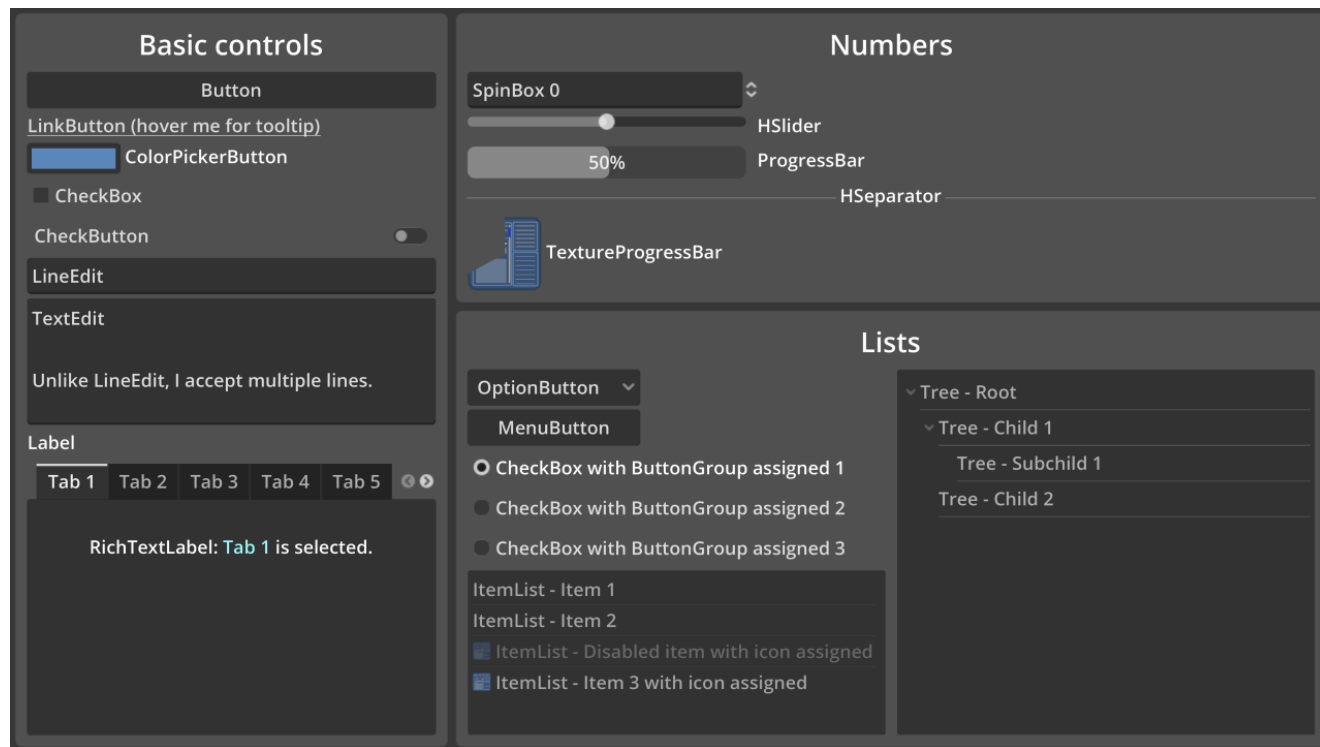 Basic controls
Button
LinkButton (hover me for tooltip)
ColorPickerButton
CheckBox
CheckButton
LineEdit
TextEdit
Unlike LineEdit, I accept multiple lines.
Label
Tab 1 Tab 2 Tab 3 Tab 4 Tab 5
RichTextLabel: Tab 1 is selected.
Numbers
SpinBox 0
HSlider
50% ProgressBar
HSeparator
TextureProgressBar
Lists
OptionButton
MenuButton
CheckBox with ButtonGroup assigned 1
CheckBox with ButtonGroup assigned 2
CheckBox with ButtonGroup assigned 3
ItemList - Item 1
ItemList - Item 2
ItemList - Disabled item with icon assigned
ItemList - Item 3 with icon assigned
Tree - Root
Tree - Child 1
Tree - Subchild 1
Tree - Child 2